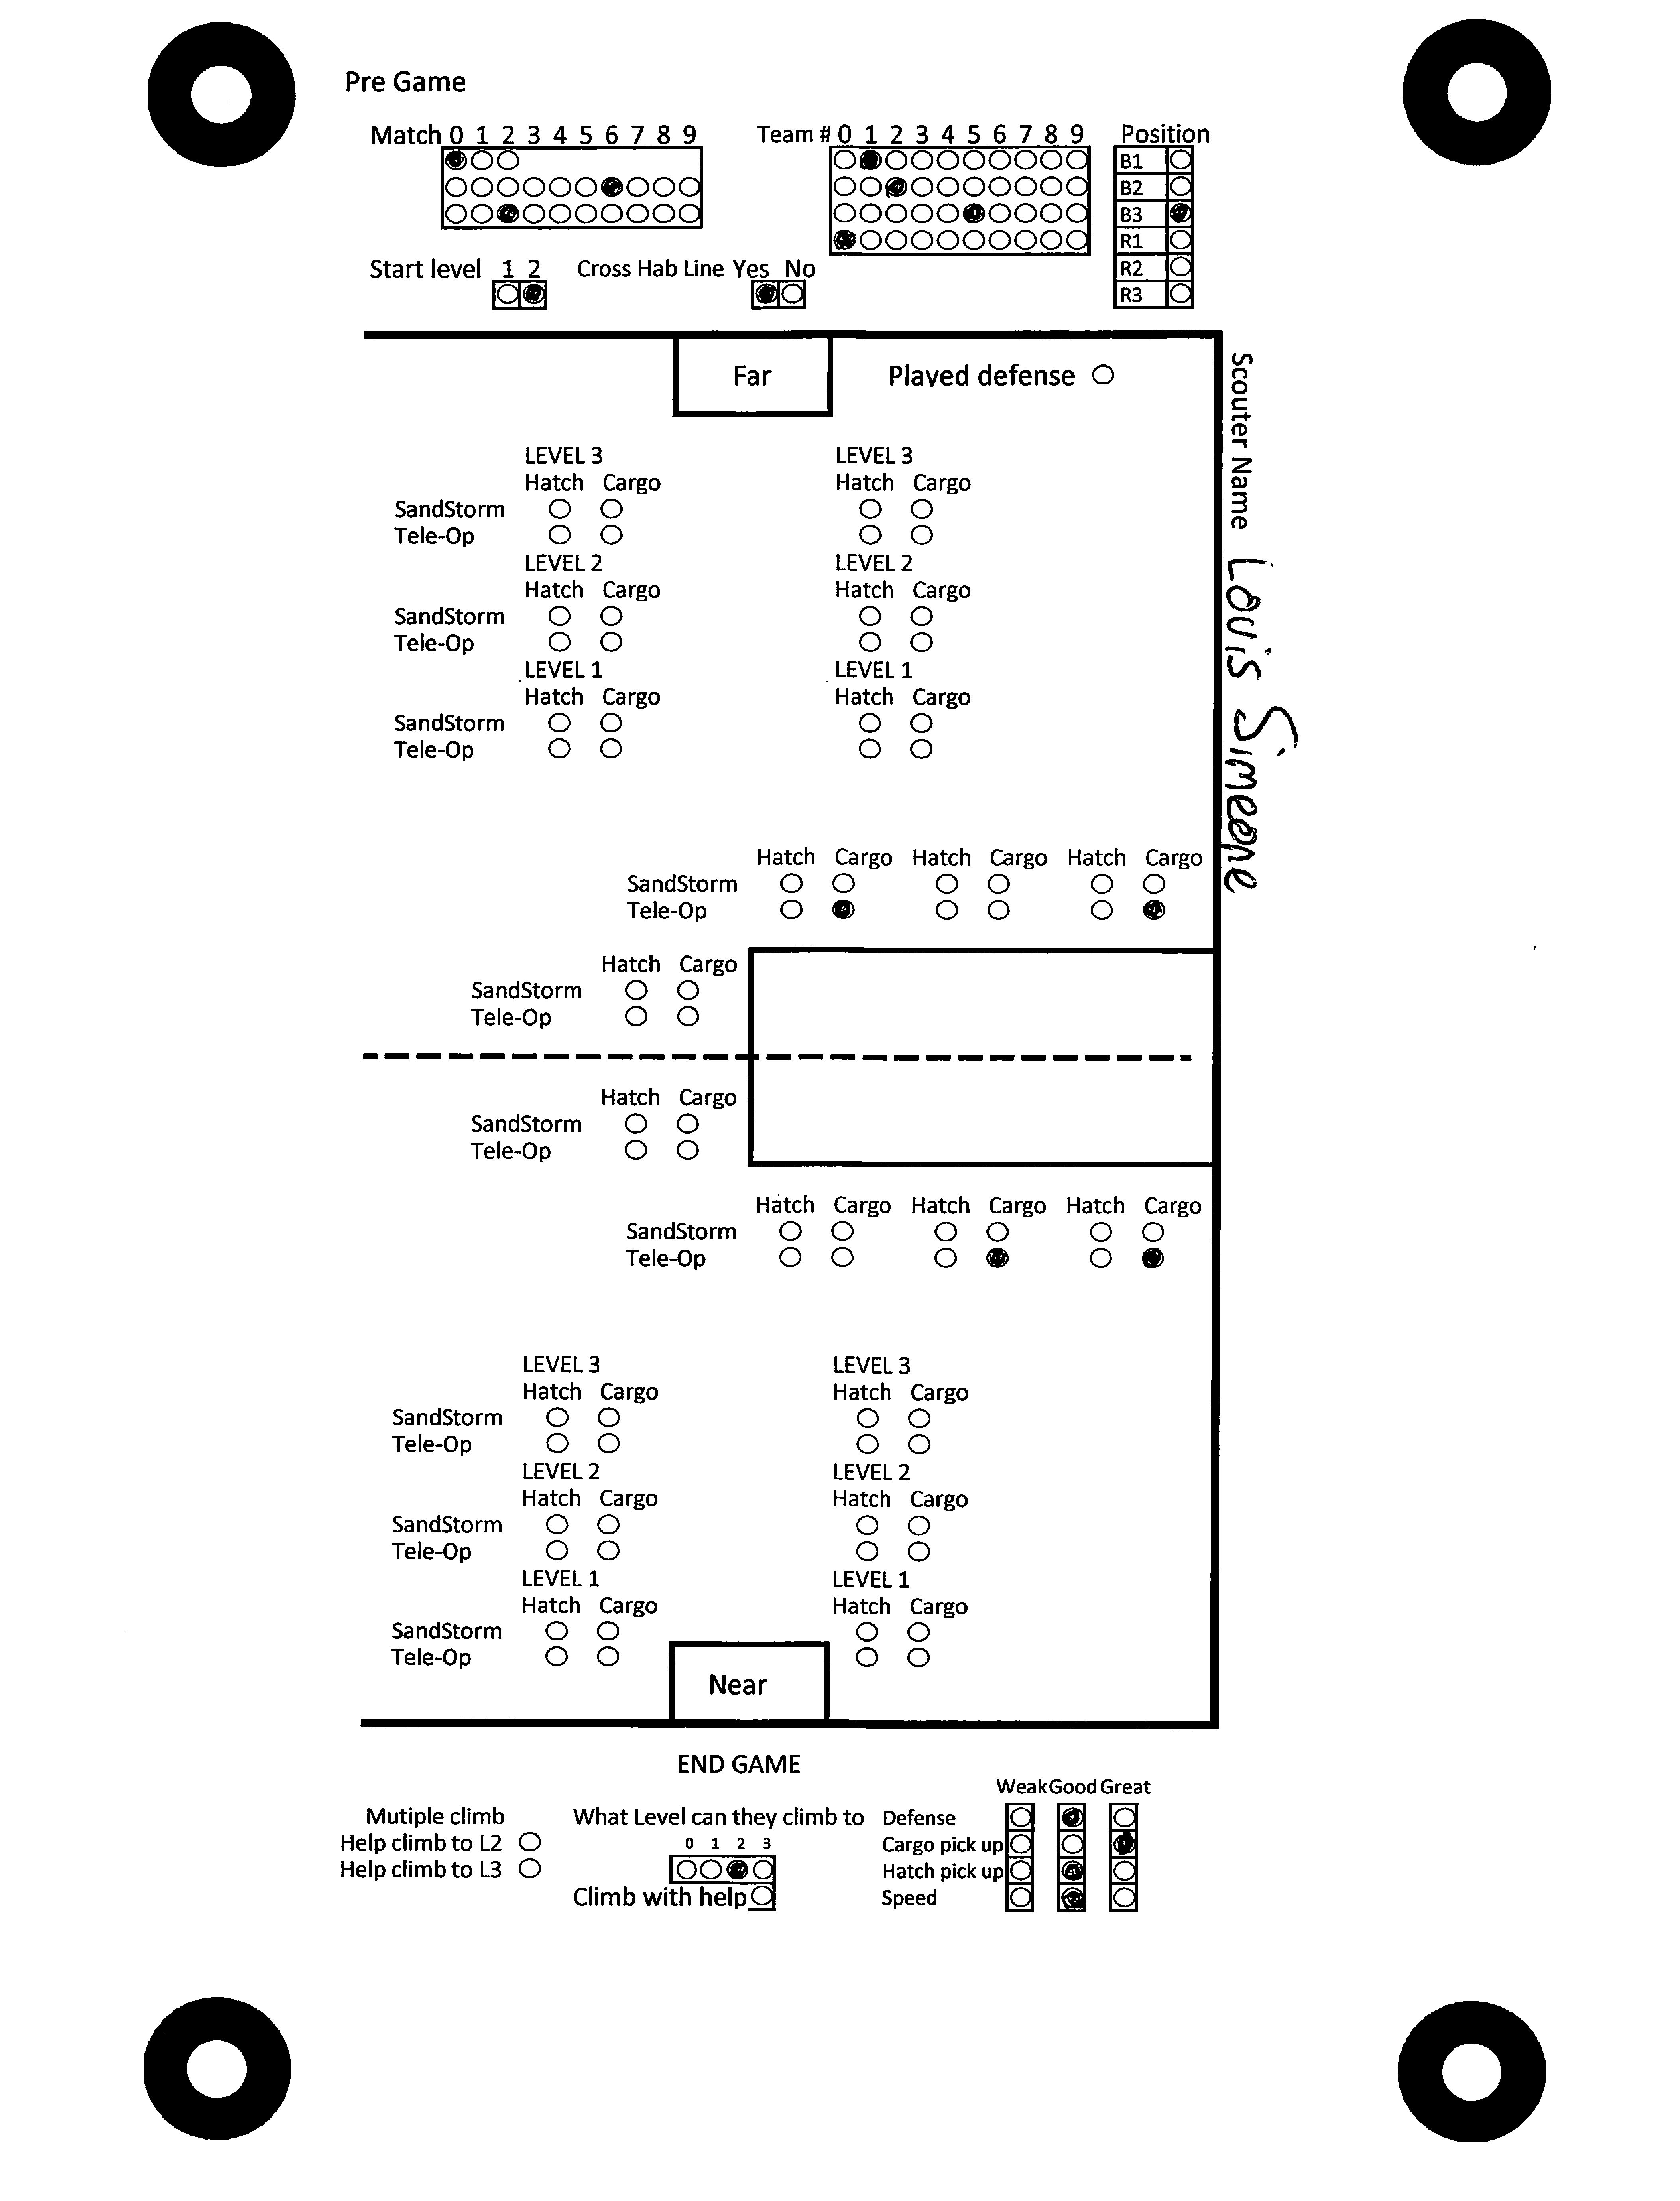 Pre Game
Match 0 1 2 3 4 5 6 7 8 9
Team # 0 1 2 3 4 5 6 7 8 9
Position
B1
B2
B3
R1
R2
R3
Start level 1 2
Cross Hab Line Yes No
Far
Played defense
Scouter Name Louis Simeone
LEVEL 3 LEVEL 3
Hatch Cargo Hatch Cargo
SandStorm
Tele-Op
LEVEL 2 LEVEL 2
Hatch Cargo Hatch Cargo
SandStorm
Tele-Op
LEVEL 1 LEVEL 1
Hatch Cargo Hatch Cargo
SandStorm
Tele-Op
Hatch Cargo Hatch Cargo Hatch Cargo
SandStorm
Tele-Op
Hatch Cargo
SandStorm
Tele-Op
Hatch Cargo
SandStorm
Tele-Op
Hatch Cargo Hatch Cargo Hatch Cargo
SandStorm
Tele-Op
LEVEL 3 LEVEL 3
Hatch Cargo Hatch Cargo
SandStorm
Tele-Op
LEVEL 2 LEVEL 2
Hatch Cargo Hatch Cargo
SandStorm
Tele-Op
LEVEL 1 LEVEL 1
Hatch Cargo Hatch Cargo
SandStorm
Tele-Op
Near
END GAME
Mutiple climb
Help climb to L2
Help climb to L3
What Level can they climb to
0 1 2 3
Climb with help
Weak Good Great
Defense
Cargo pick up
Hatch pick up
Speed